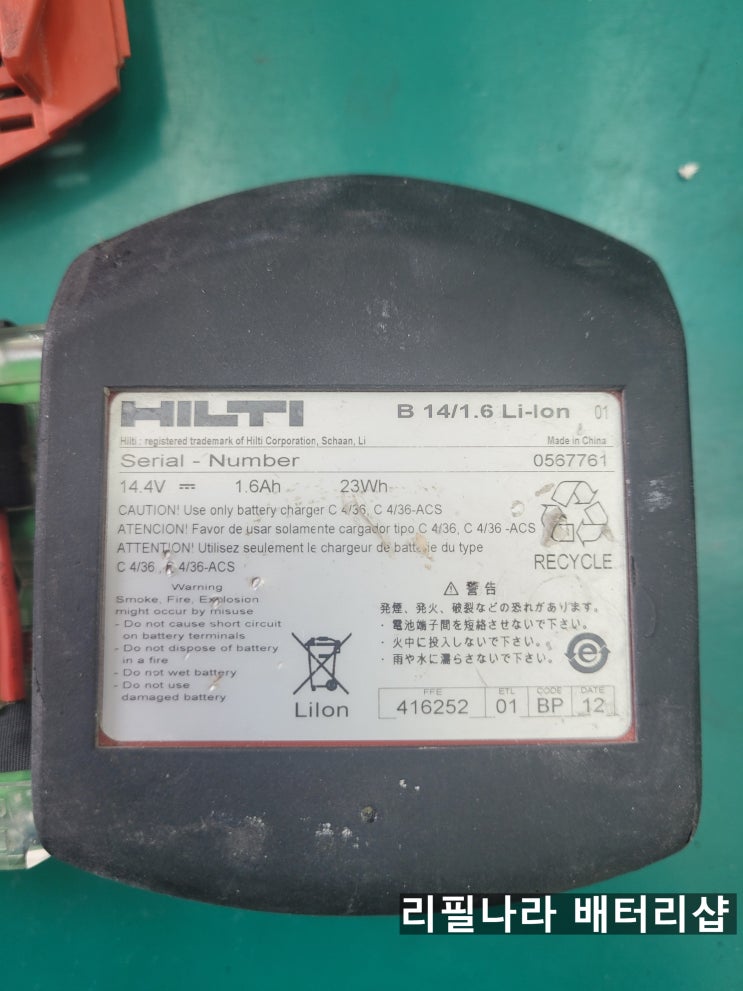 HILTI
B 14/1.6 Li-Ion 01
Hilti : registered trademark of Hilti Corporation, Schaan, Li
Made in China
Serial - Number 0567761
14.4V ⎓ 1.6Ah 23Wh
CAUTION! Use only battery charger C 4/36, C 4/36-ACS
ATENCION! Favor de usar solamente cargador tipo C 4/36, C 4/36 -ACS
ATTENTION! Utilisez seulement le chargeur de batterie du type
C 4/36 , C 4/36-ACS
RECYCLE
Warning
Smoke, Fire, Explosion
might occur by misuse
- Do not cause short circuit
on battery terminals
- Do not dispose of battery
in a fire
- Do not wet battery
- Do not use
damaged battery
LiIon
⚠ 警告
発煙、発火、破裂などの恐れがあります。
・電池端子間を短絡させないで下さい。
・火中に投入しないで下さい。
・雨や水に濡らさないで下さい。
e
FFE ETL CODE DATE
416252 01 BP 12
리필나라 배터리샵